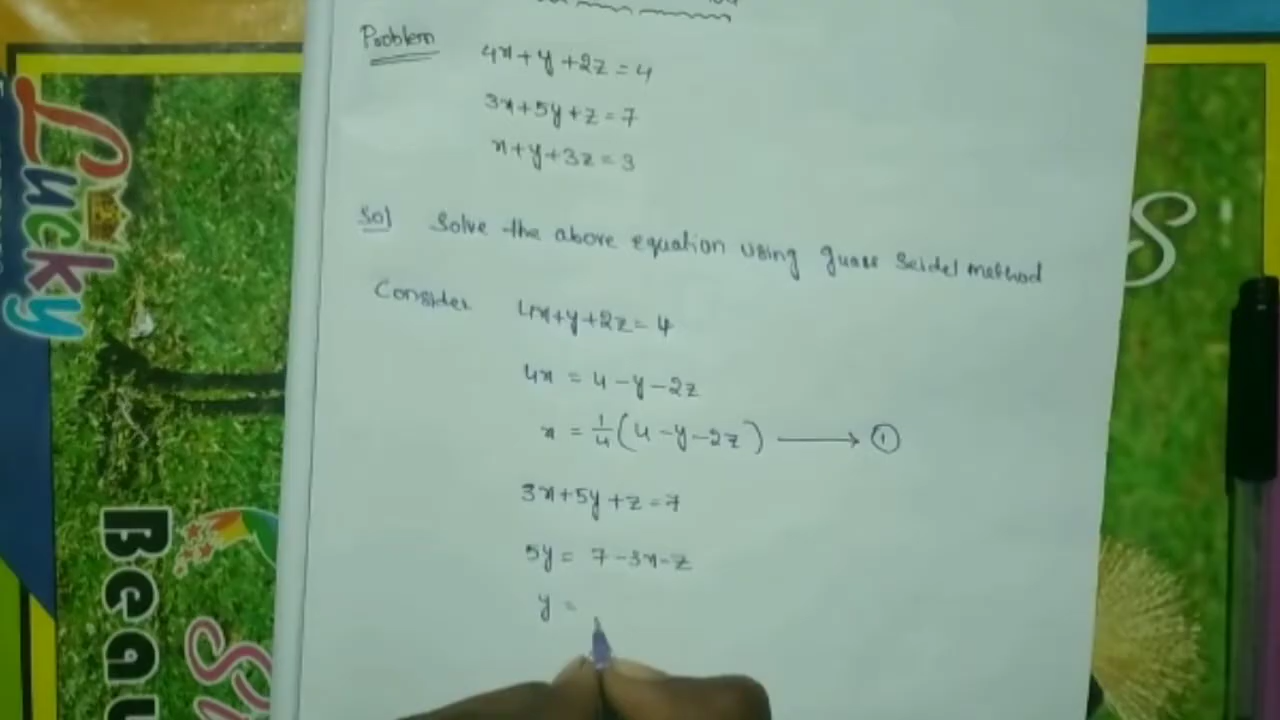 Problem
4x+y+2z=4
3x+5y+z=7
x+y+3z=3
Sol Solve the above equation using guass Seidel method
Consider 4x+y+2z=4
4x = 4-y-2z
x = 1/4(4-y-2z) ⟶ ①
3x+5y+z=7
5y = 7-3x-z
y =
Lucky